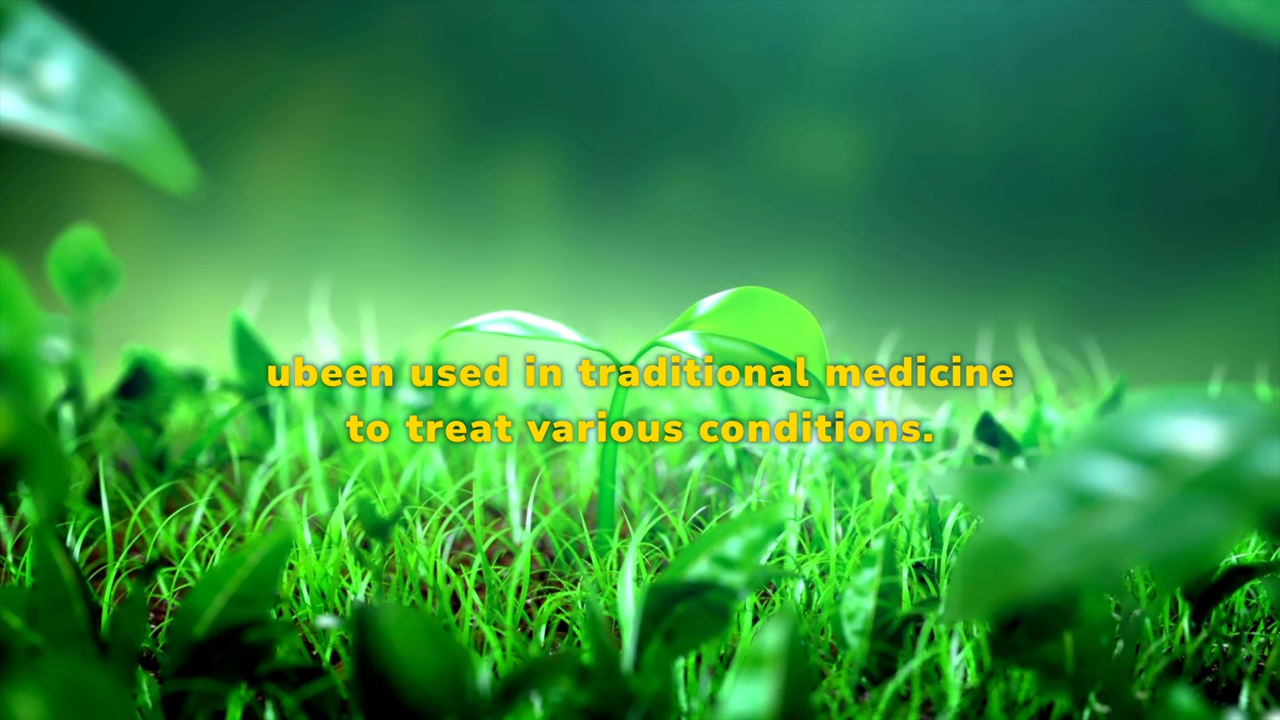 ubeen used in traditional medicine
to treat various conditions.